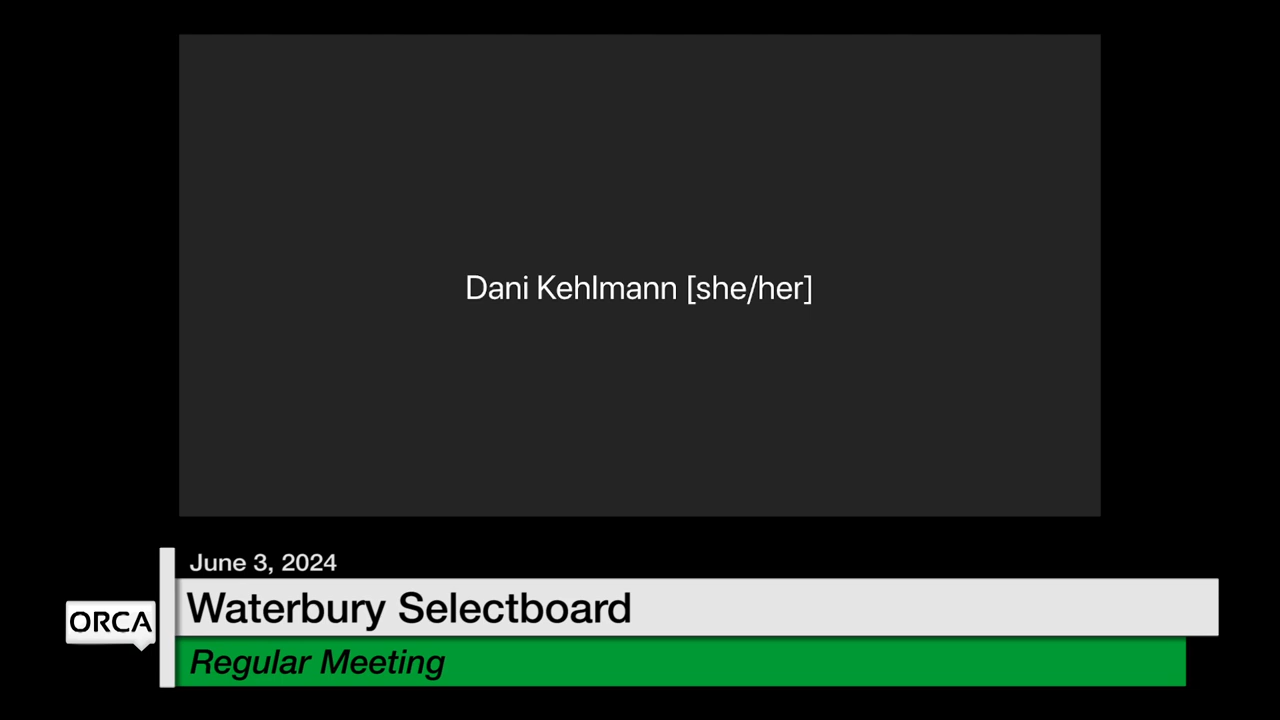 Dani Kehlmann [she/her]
June 3, 2024
Waterbury Selectboard
ORCA
Regular Meeting